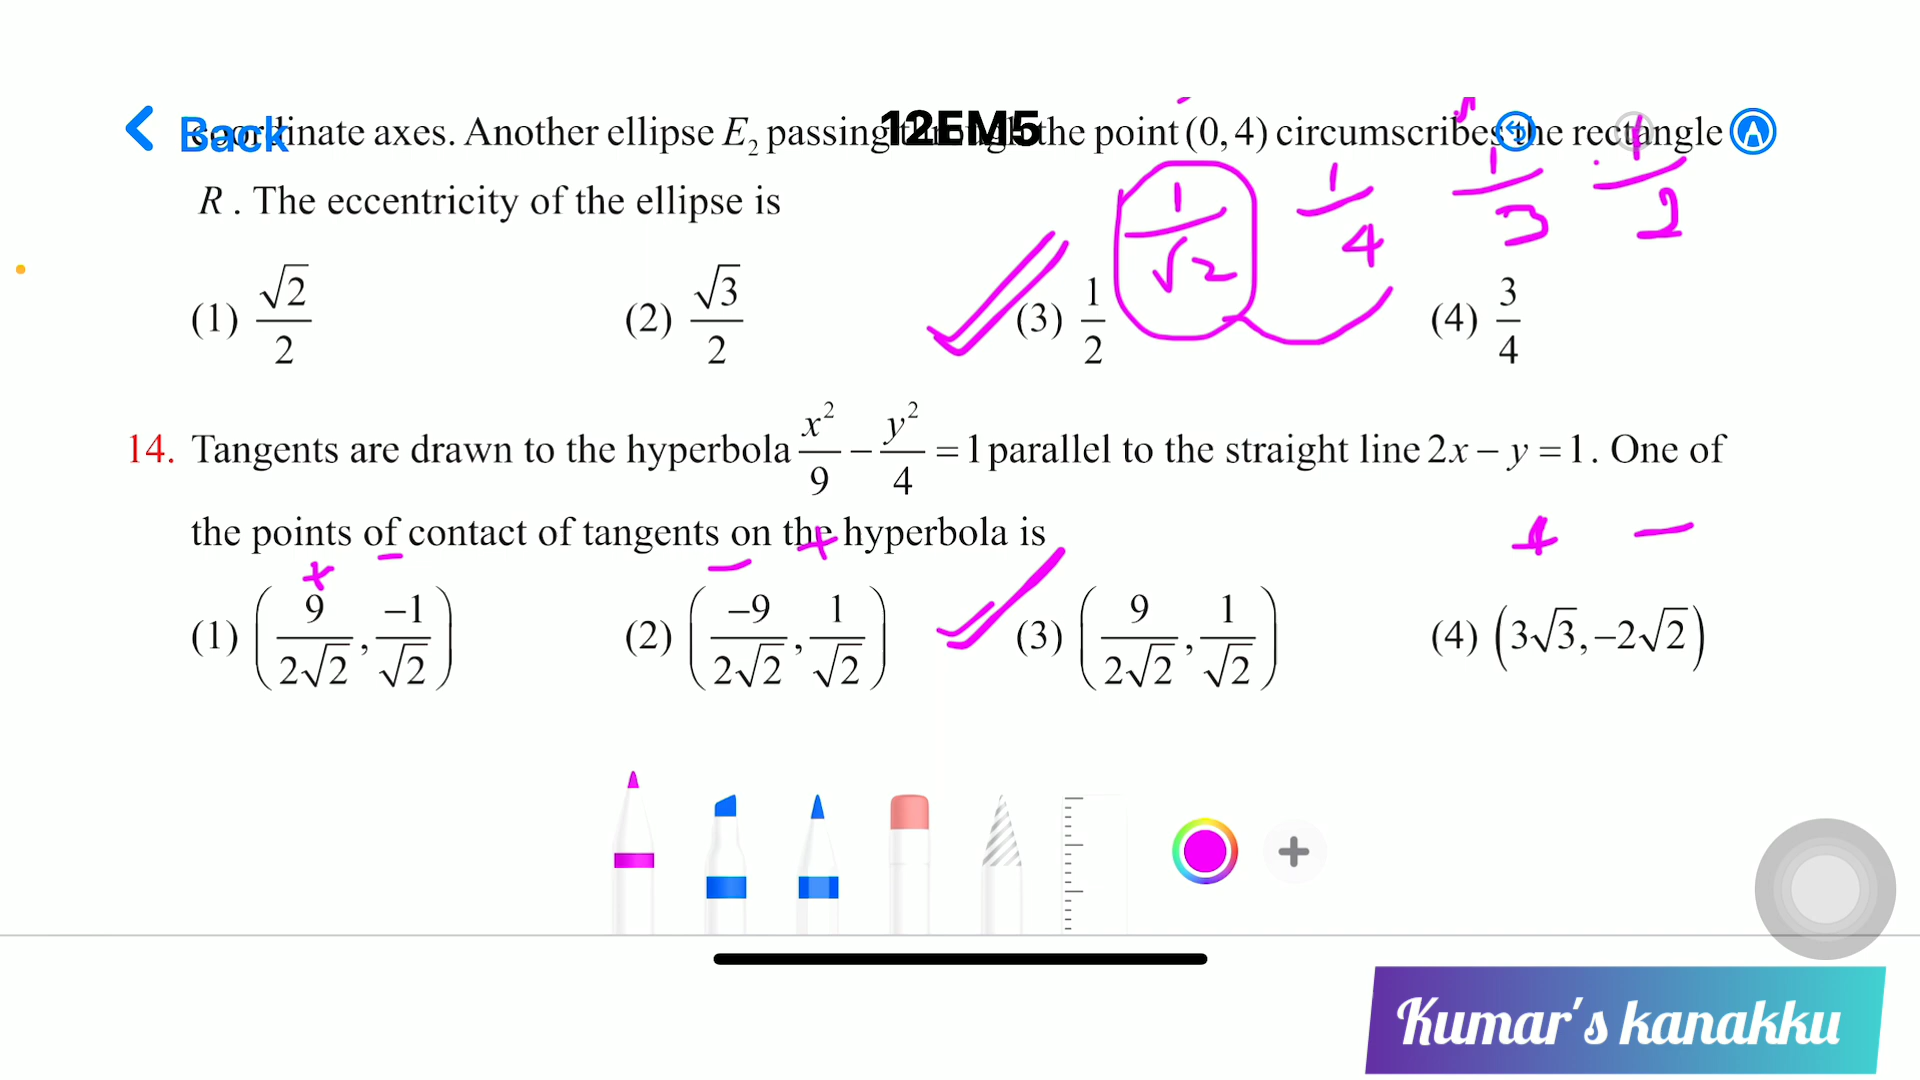 Back 12EM5
coordinate axes. Another ellipse E₂ passing through the point (0, 4) circumscribes the rectangle
R . The eccentricity of the ellipse is
1/√2 1/4 1/3 1/2
(1) √2/2 (2) √3/2 (3) 1/2 (4) 3/4
14. Tangents are drawn to the hyperbola x²/9 − y²/4 = 1 parallel to the straight line 2x − y = 1. One of
the points of contact of tangents on the hyperbola is
+ − − + + −
(1) (9/2√2, −1/√2) (2) (−9/2√2, 1/√2) (3) (9/2√2, 1/√2) (4) (3√3, −2√2)
Kumar's kanakku